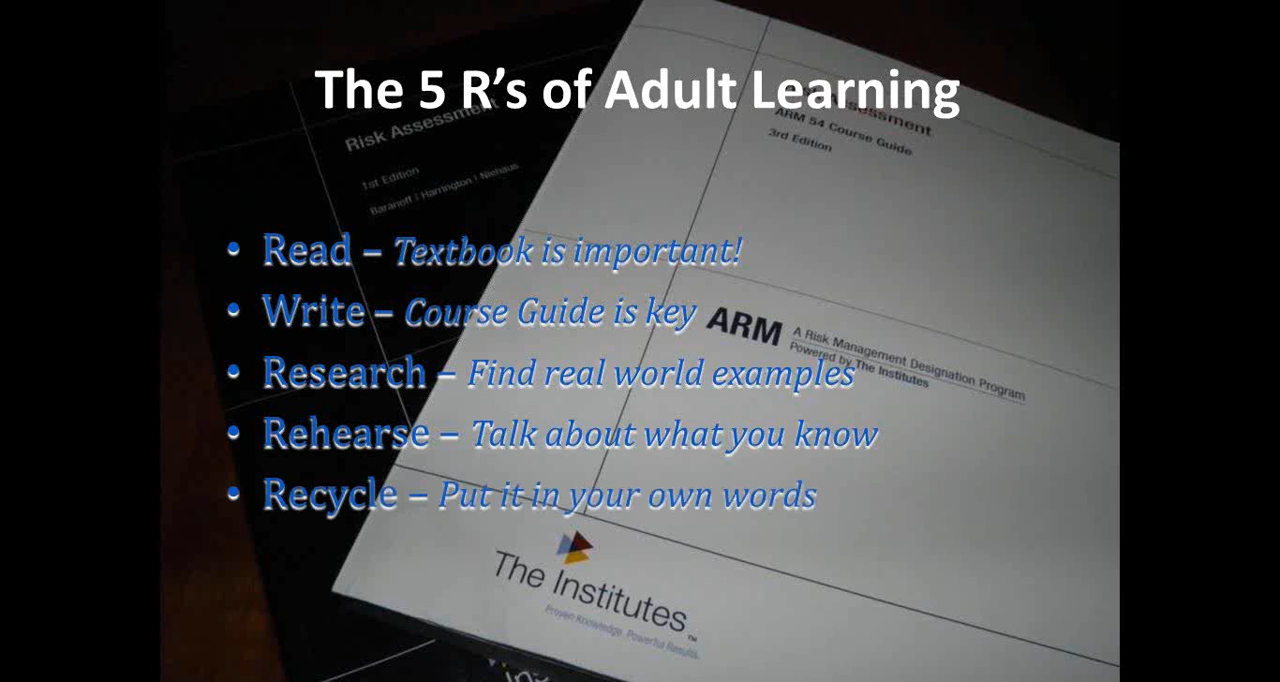 The 5 R's of Adult Learning
Risk Assessment
1st Edition
Baranoff | Harrington | Niehaus
Assessment
ARM 54 Course Guide
3rd Edition
• Read – Textbook is important!
• Write – Course Guide is key
• Research – Find real world examples
• Rehearse – Talk about what you know
• Recycle – Put it in your own words
ARM
A Risk Management Designation Program
Powered by The Institutes
The Institutes™
Proven Knowledge. Powerful Results.